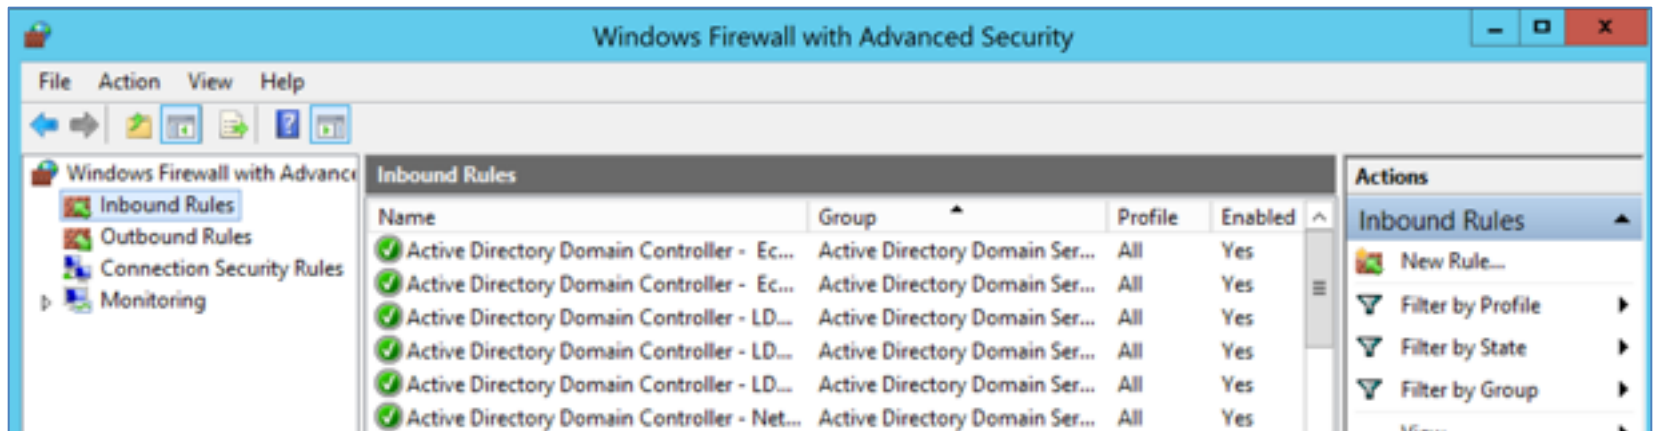 Windows Firewall with Advanced Security
File Action View Help
Windows Firewall with Advance
Inbound Rules
Outbound Rules
Connection Security Rules
Monitoring
Inbound Rules
Name Group Profile Enabled
Active Directory Domain Controller - Ec... Active Directory Domain Ser... All Yes
Active Directory Domain Controller - Ec... Active Directory Domain Ser... All Yes
Active Directory Domain Controller - LD... Active Directory Domain Ser... All Yes
Active Directory Domain Controller - LD... Active Directory Domain Ser... All Yes
Active Directory Domain Controller - LD... Active Directory Domain Ser... All Yes
Active Directory Domain Controller - Net... Active Directory Domain Ser... All Yes
Actions
Inbound Rules
New Rule...
Filter by Profile
Filter by State
Filter by Group